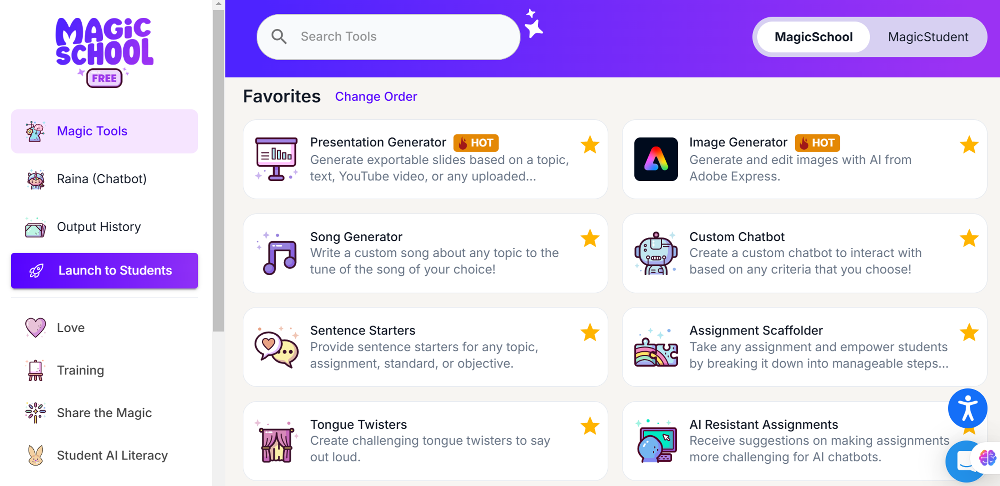 MAGIC
SCHOOL
FREE
Magic Tools
Raina (Chatbot)
Output History
Launch to Students
Love
Training
Share the Magic
Student AI Literacy
Search Tools
MagicSchool
MagicStudent
Favorites
Change Order
Presentation Generator
HOT
Generate exportable slides based on a topic,
text, YouTube video, or any uploaded...
Image Generator
HOT
Generate and edit images with AI from
Adobe Express.
Song Generator
Write a custom song about any topic to the
tune of the song of your choice!
Custom Chatbot
Create a custom chatbot to interact with
based on any criteria that you choose!
Sentence Starters
Provide sentence starters for any topic,
assignment, standard, or objective.
Assignment Scaffolder
Take any assignment and empower students
by breaking it down into manageable steps...
Tongue Twisters
Create challenging tongue twisters to say
out loud.
AI Resistant Assignments
Receive suggestions on making assignments
more challenging for AI chatbots.